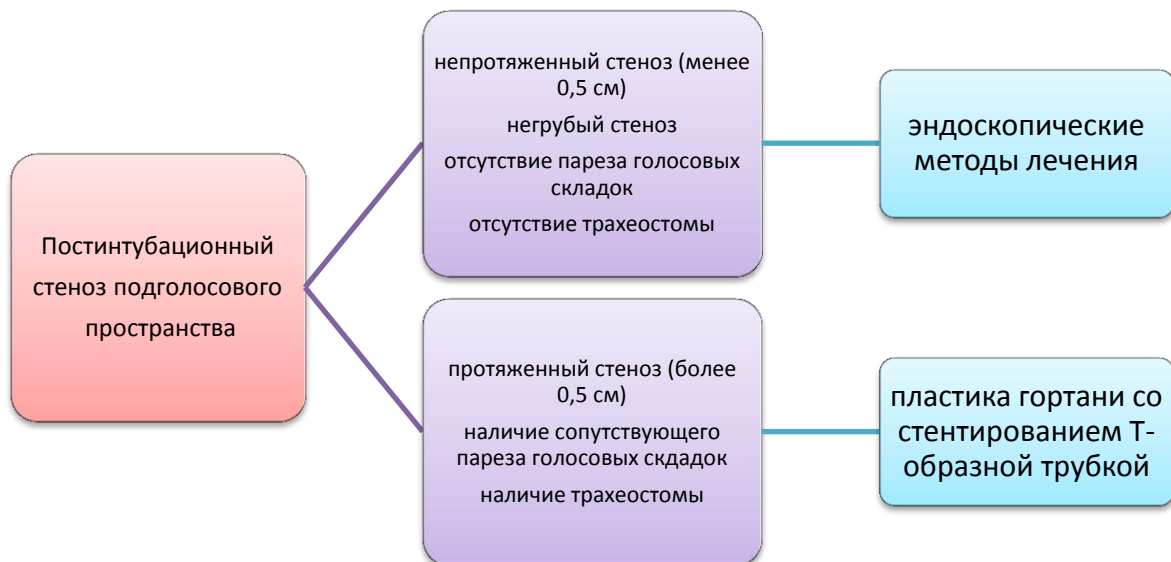 Постинтубационный
стеноз подголосового
пространства
непротяженный стеноз (менее
0,5 см)
негрубый стеноз
отсутствие пареза голосовых
складок
отсутствие трахеостомы
эндоскопические
методы лечения
протяженный стеноз (более
0,5 см)
наличие сопутствующего
пареза голосовых скдадок
наличие трахеостомы
пластика гортани со
стентированием Т-
образной трубкой